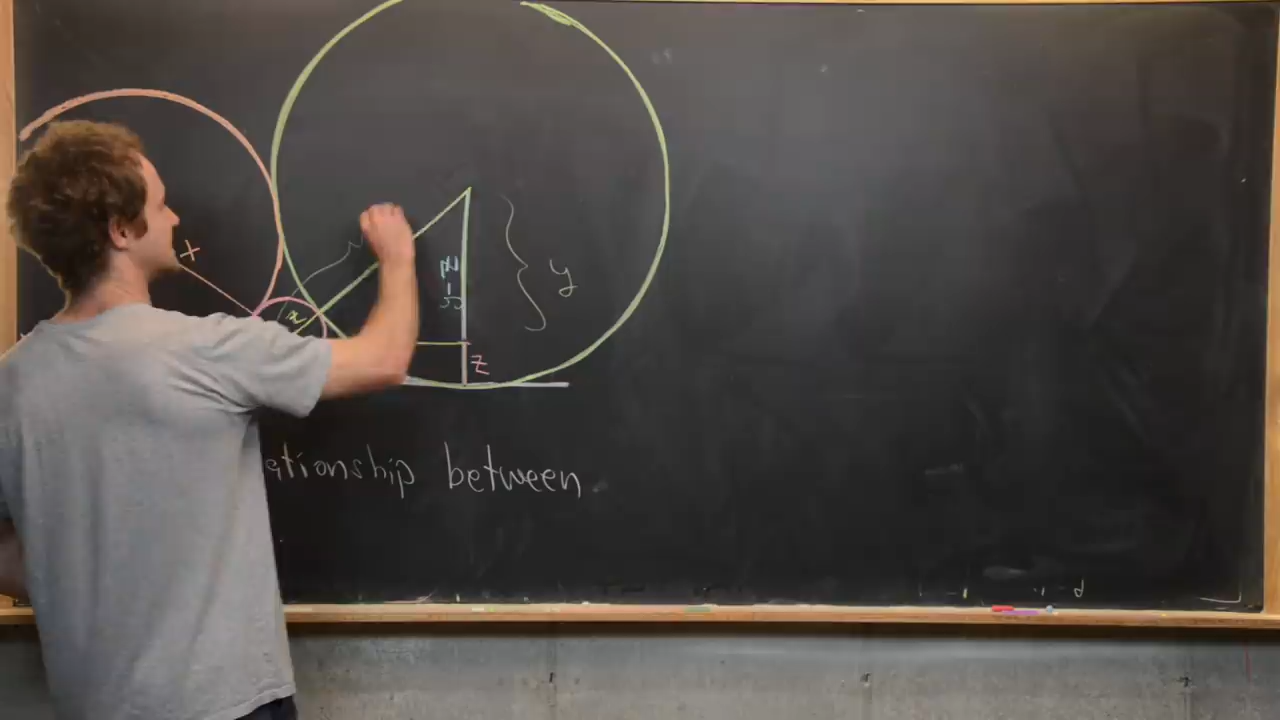 x
y
y-z
z
z
ationship between